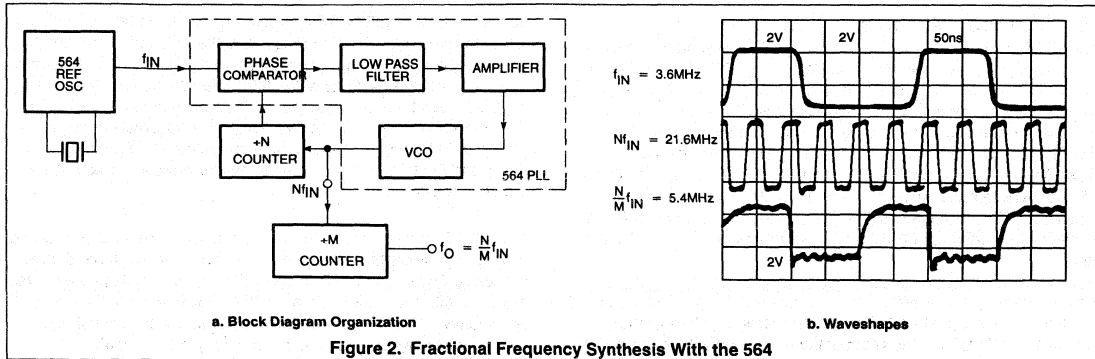 564
REF
OSC
fIN
PHASE
COMPARATOR
LOW PASS
FILTER
AMPLIFIER
+N
COUNTER
VCO
564 PLL
NfIN
+M
COUNTER
fO = N/M fIN
a. Block Diagram Organization
2V 2V 50ns
fIN = 3.6MHz
NfIN = 21.6MHz
N/M fIN = 5.4MHz
2V
b. Waveshapes
Figure 2. Fractional Frequency Synthesis With the 564